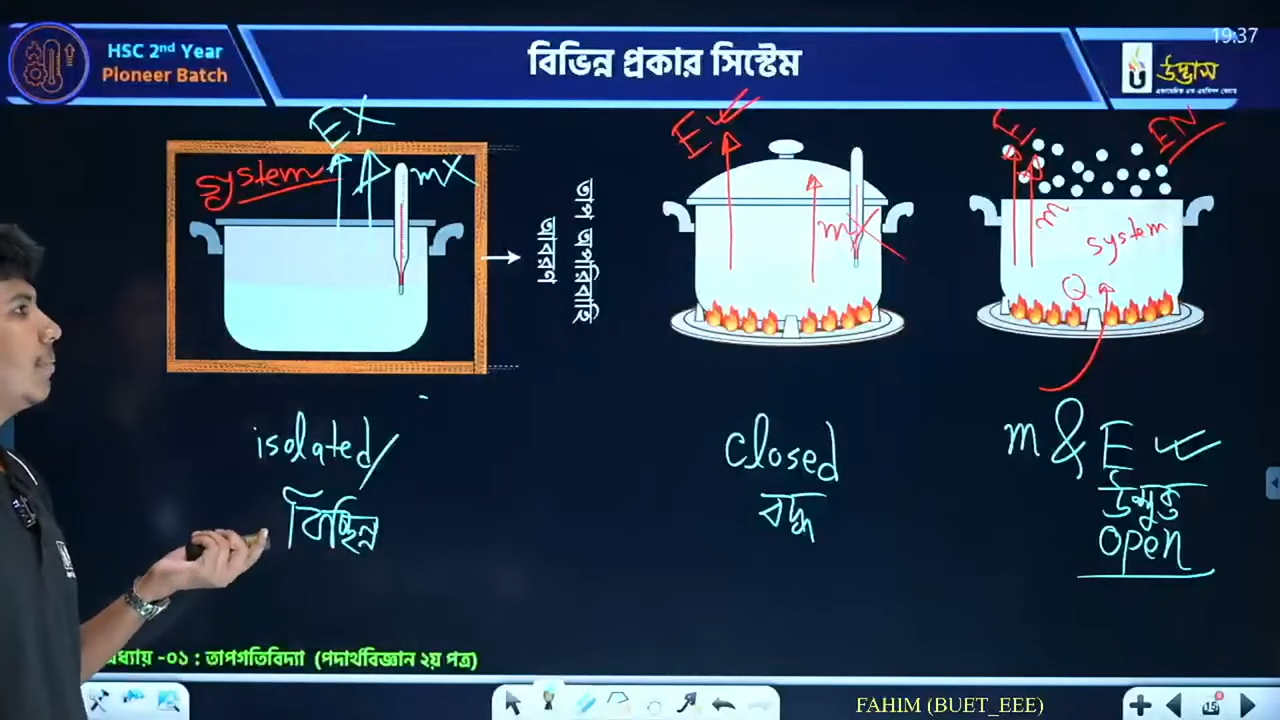 19:37
HSC 2nd Year
Pioneer Batch
বিভিন্ন প্রকার সিস্টেম
উদ্ভাস
EX
system
mX
তাপ অপরিবাহি
আবরণ
E
mX
E
m
EN
system
Q
isolated/
বিচ্ছিন্ন
closed
বদ্ধ
m & E
উন্মুক্ত
open
অধ্যায় -০১ : তাপগতিবিদ্যা (পদার্থবিজ্ঞান ২য় পত্র)
FAHIM (BUET_EEE)
15